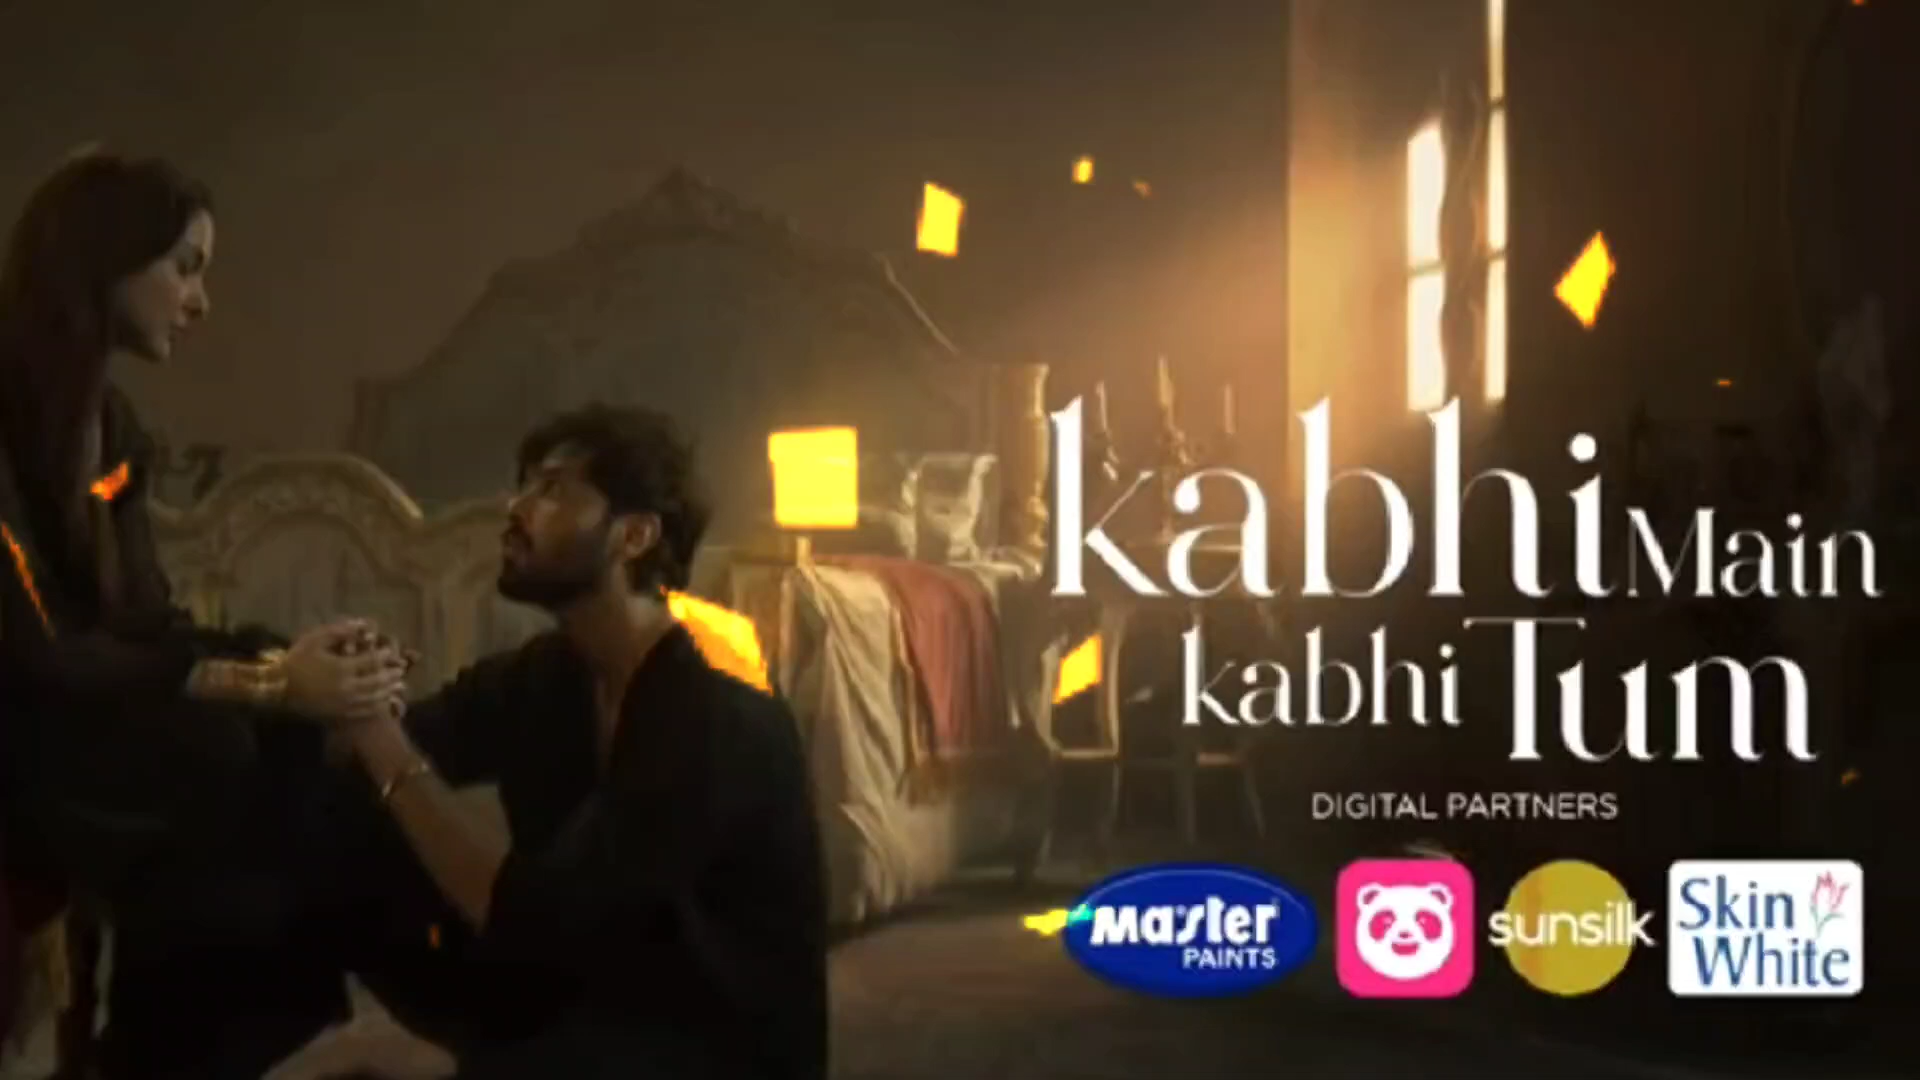 kabhi Main
kabhi Tum
DIGITAL PARTNERS
Master
PAINTS
sunsilk
Skin
White